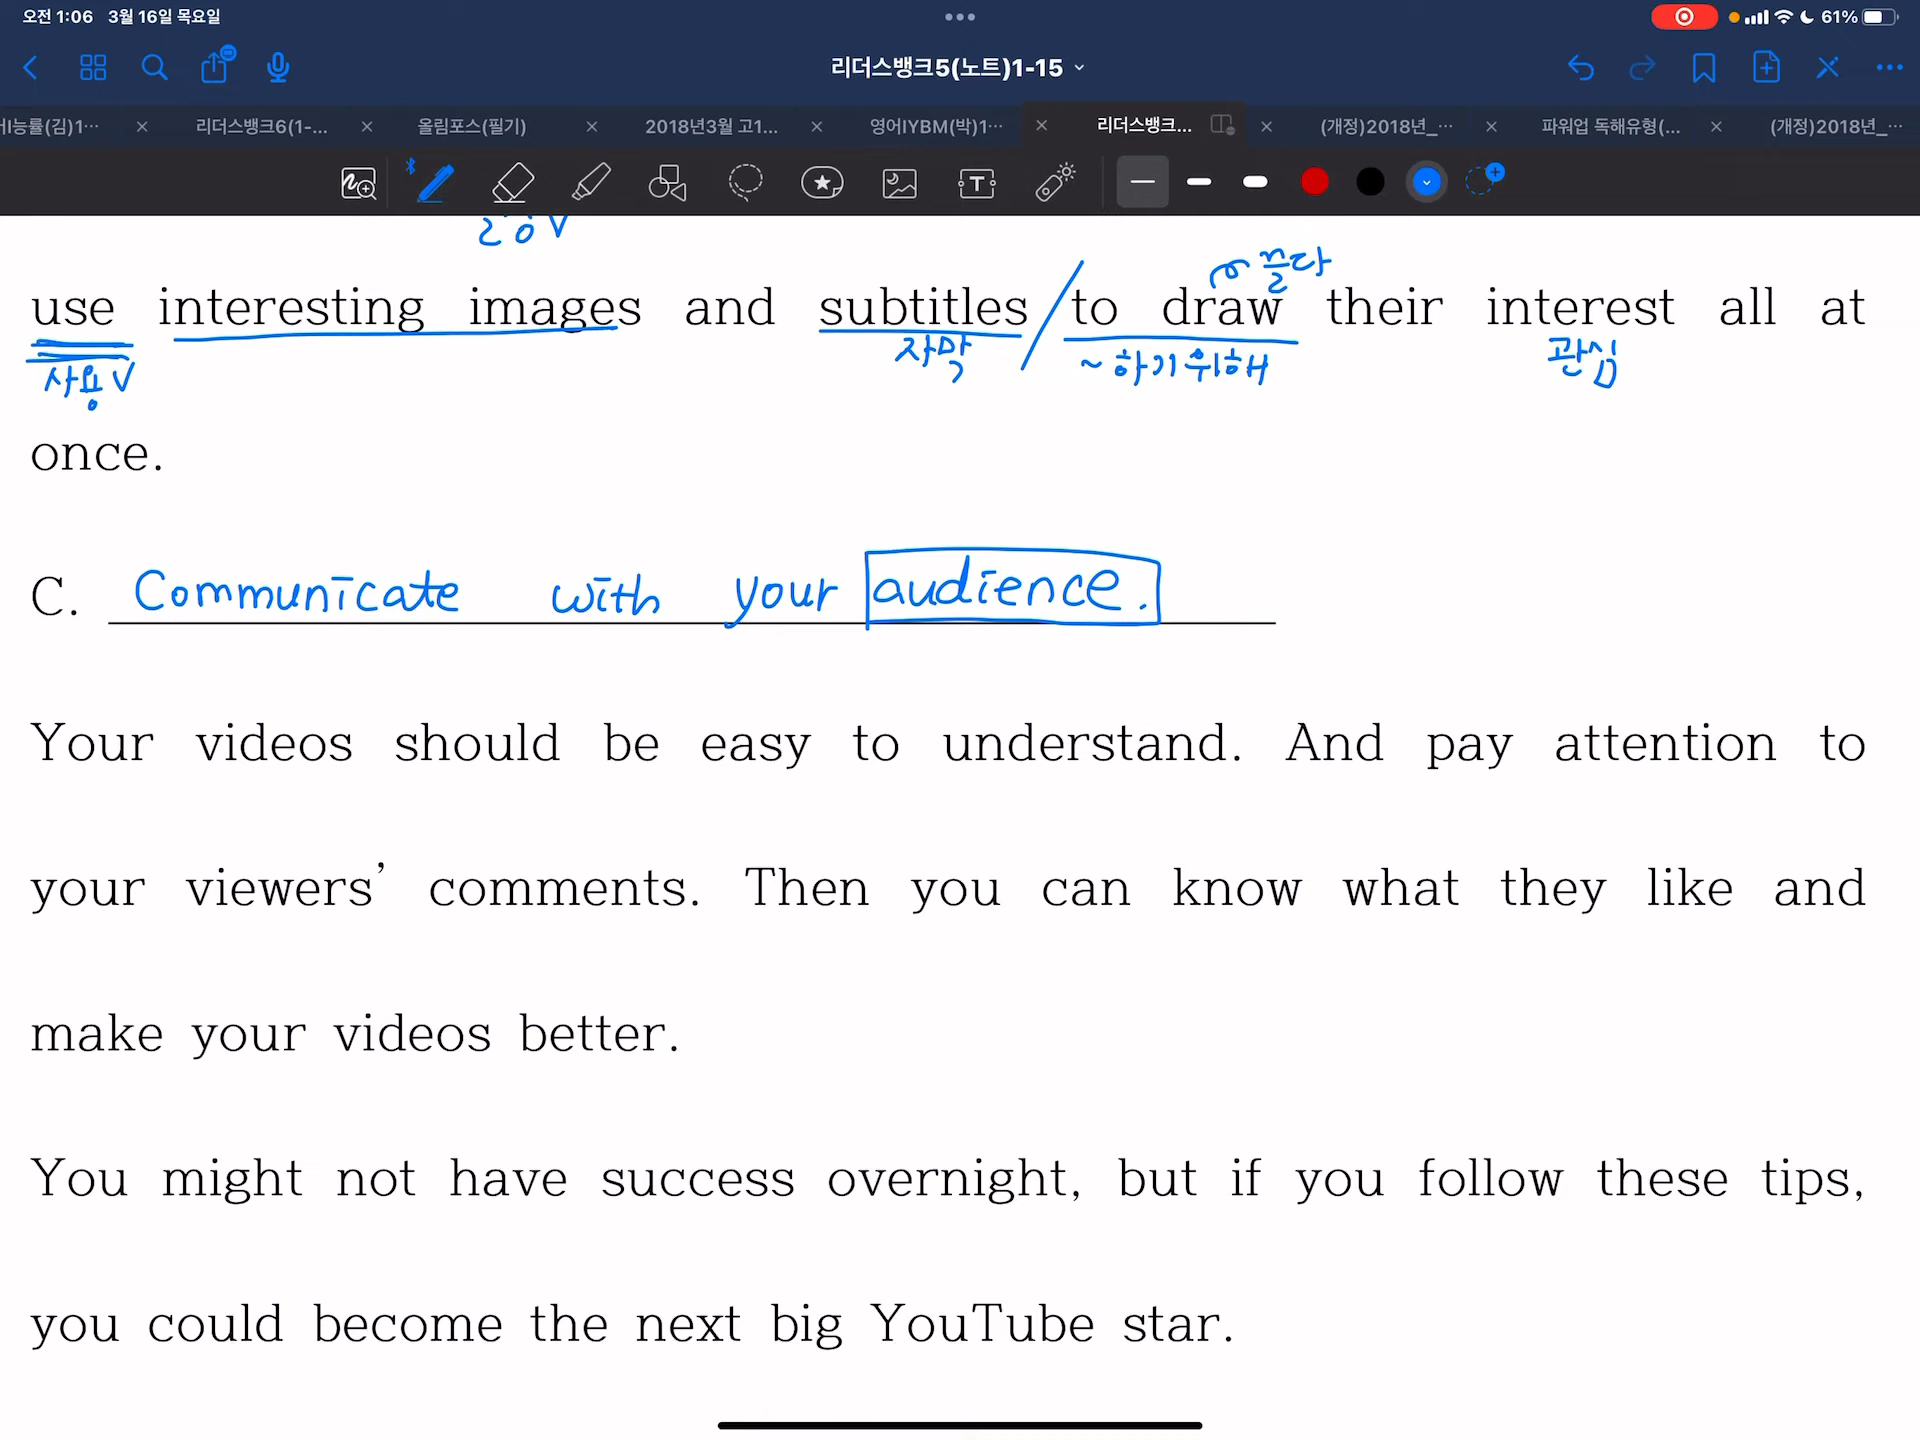 오전 1:06 3월 16일 목요일
61%
리더스뱅크5(노트)1-15
리더스뱅크6(1-...
올림포스(필기)
2018년3월 고1...
영어IYBM(박)1...
리더스뱅크...
(개정)2018년_...
파워업 독해유형(...
(개정)2018년_...
끌다
use interesting images and subtitles / to draw their interest all at
사용V 자막 ~하기위해 관심
once.
C. Communicate with your audience.
Your videos should be easy to understand. And pay attention to
your viewers' comments. Then you can know what they like and
make your videos better.
You might not have success overnight, but if you follow these tips,
you could become the next big YouTube star.